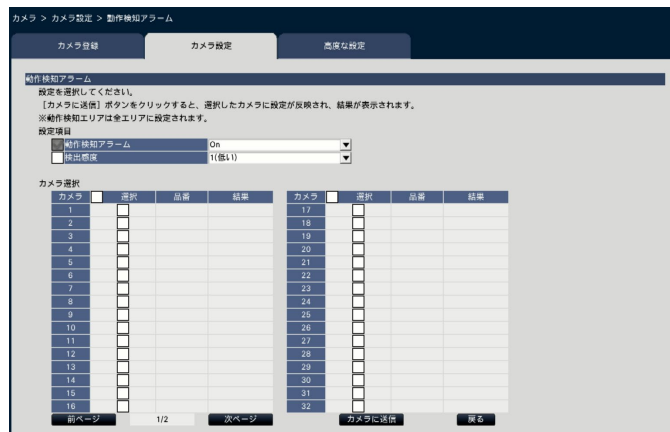 カメラ > カメラ設定 > 動作検知アラーム
カメラ登録 カメラ設定 高度な設定
動作検知アラーム
設定を選択してください。
［カメラに送信］ボタンをクリックすると、選択したカメラに設定が反映され、結果が表示されます。
※動作検知エリアは全エリアに設定されます。
設定項目
動作検知アラーム On
検出感度 1(低い)
カメラ選択
カメラ 選択 品番 結果 カメラ 選択 品番 結果
1 17
2 18
3 19
4 20
5 21
6 22
7 23
8 24
9 25
10 26
11 27
12 28
13 29
14 30
15 31
16 32
前ページ 1/2 次ページ カメラに送信 戻る